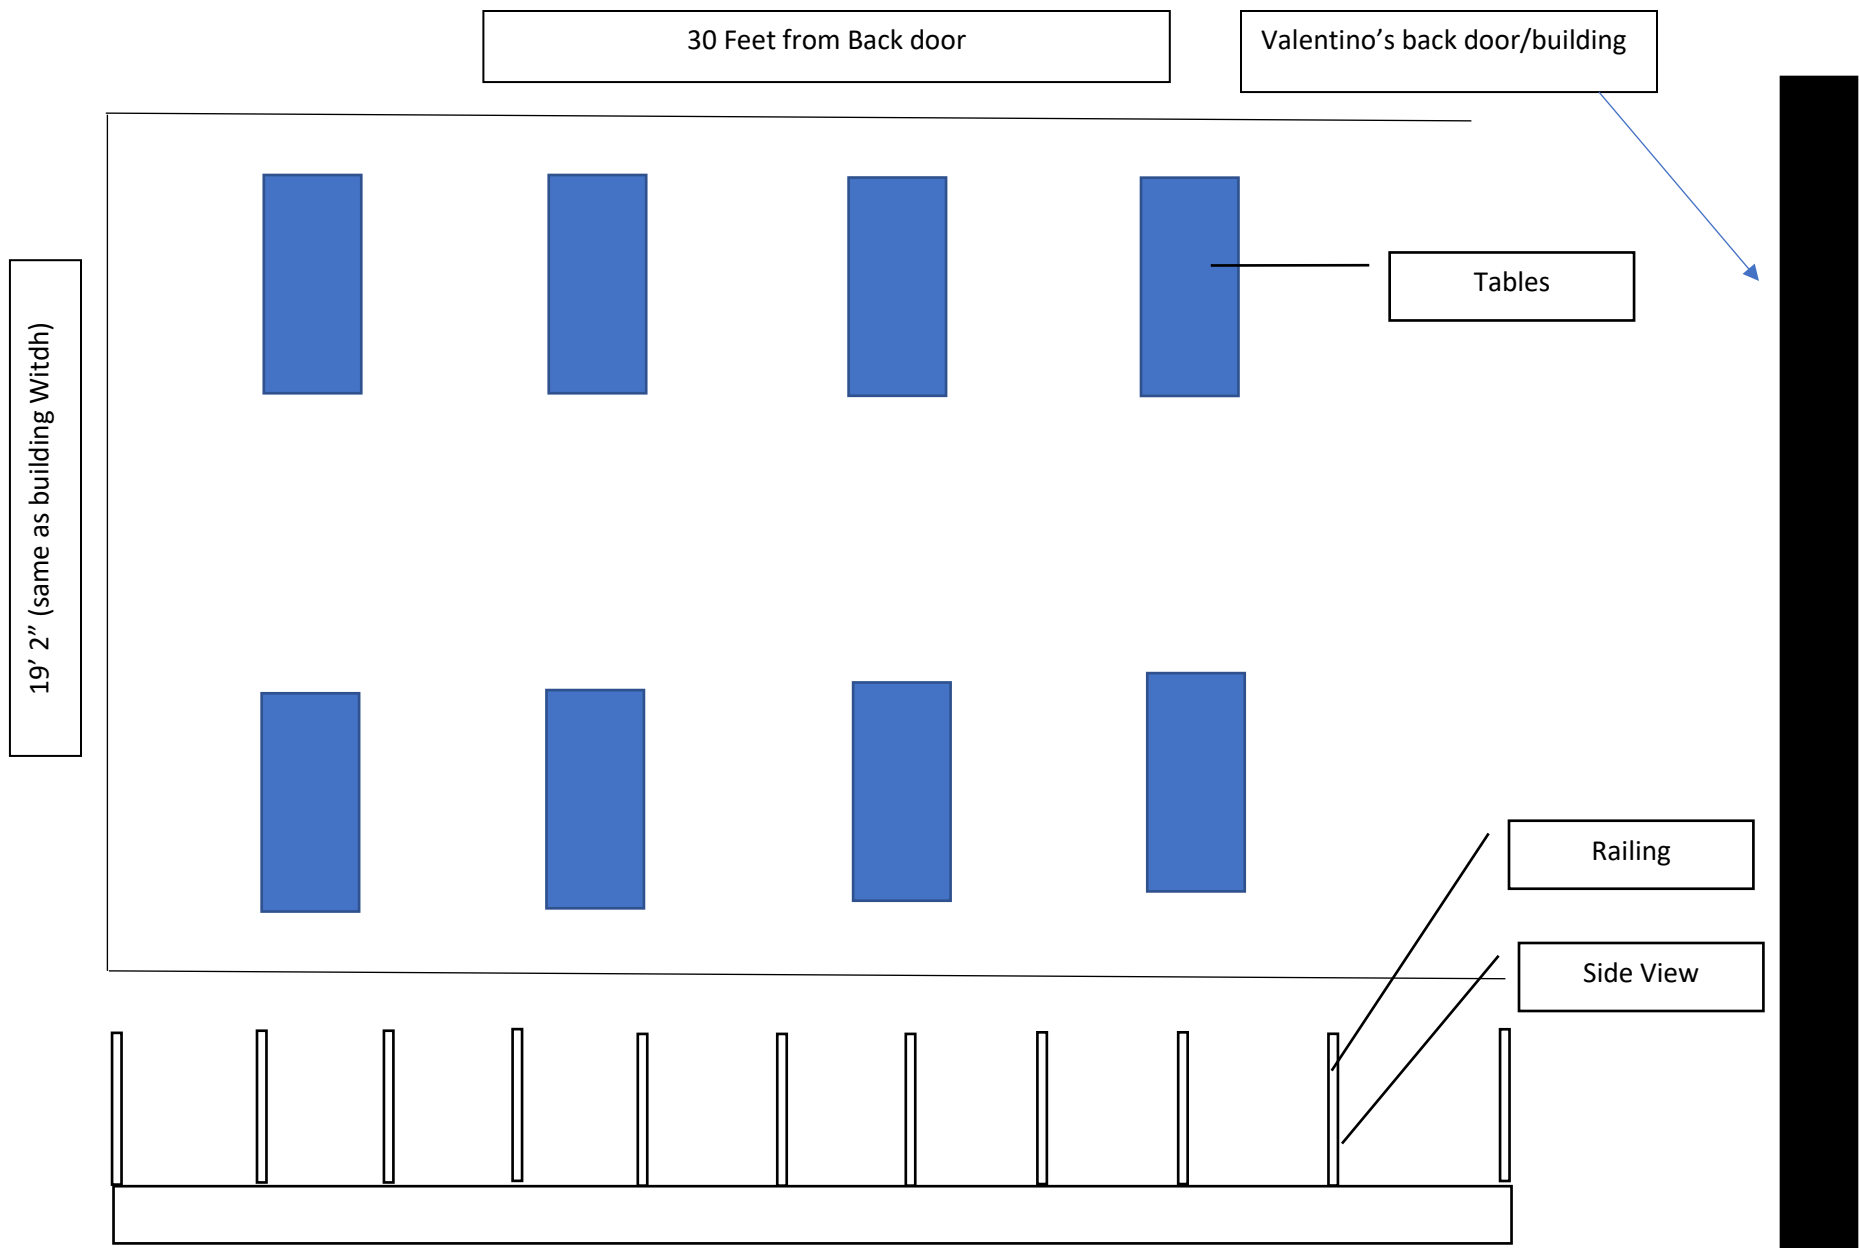 30 Feet from Back door
Valentino’s back door/building
Tables
19’ 2” (same as building Witdh)
Railing
Side View